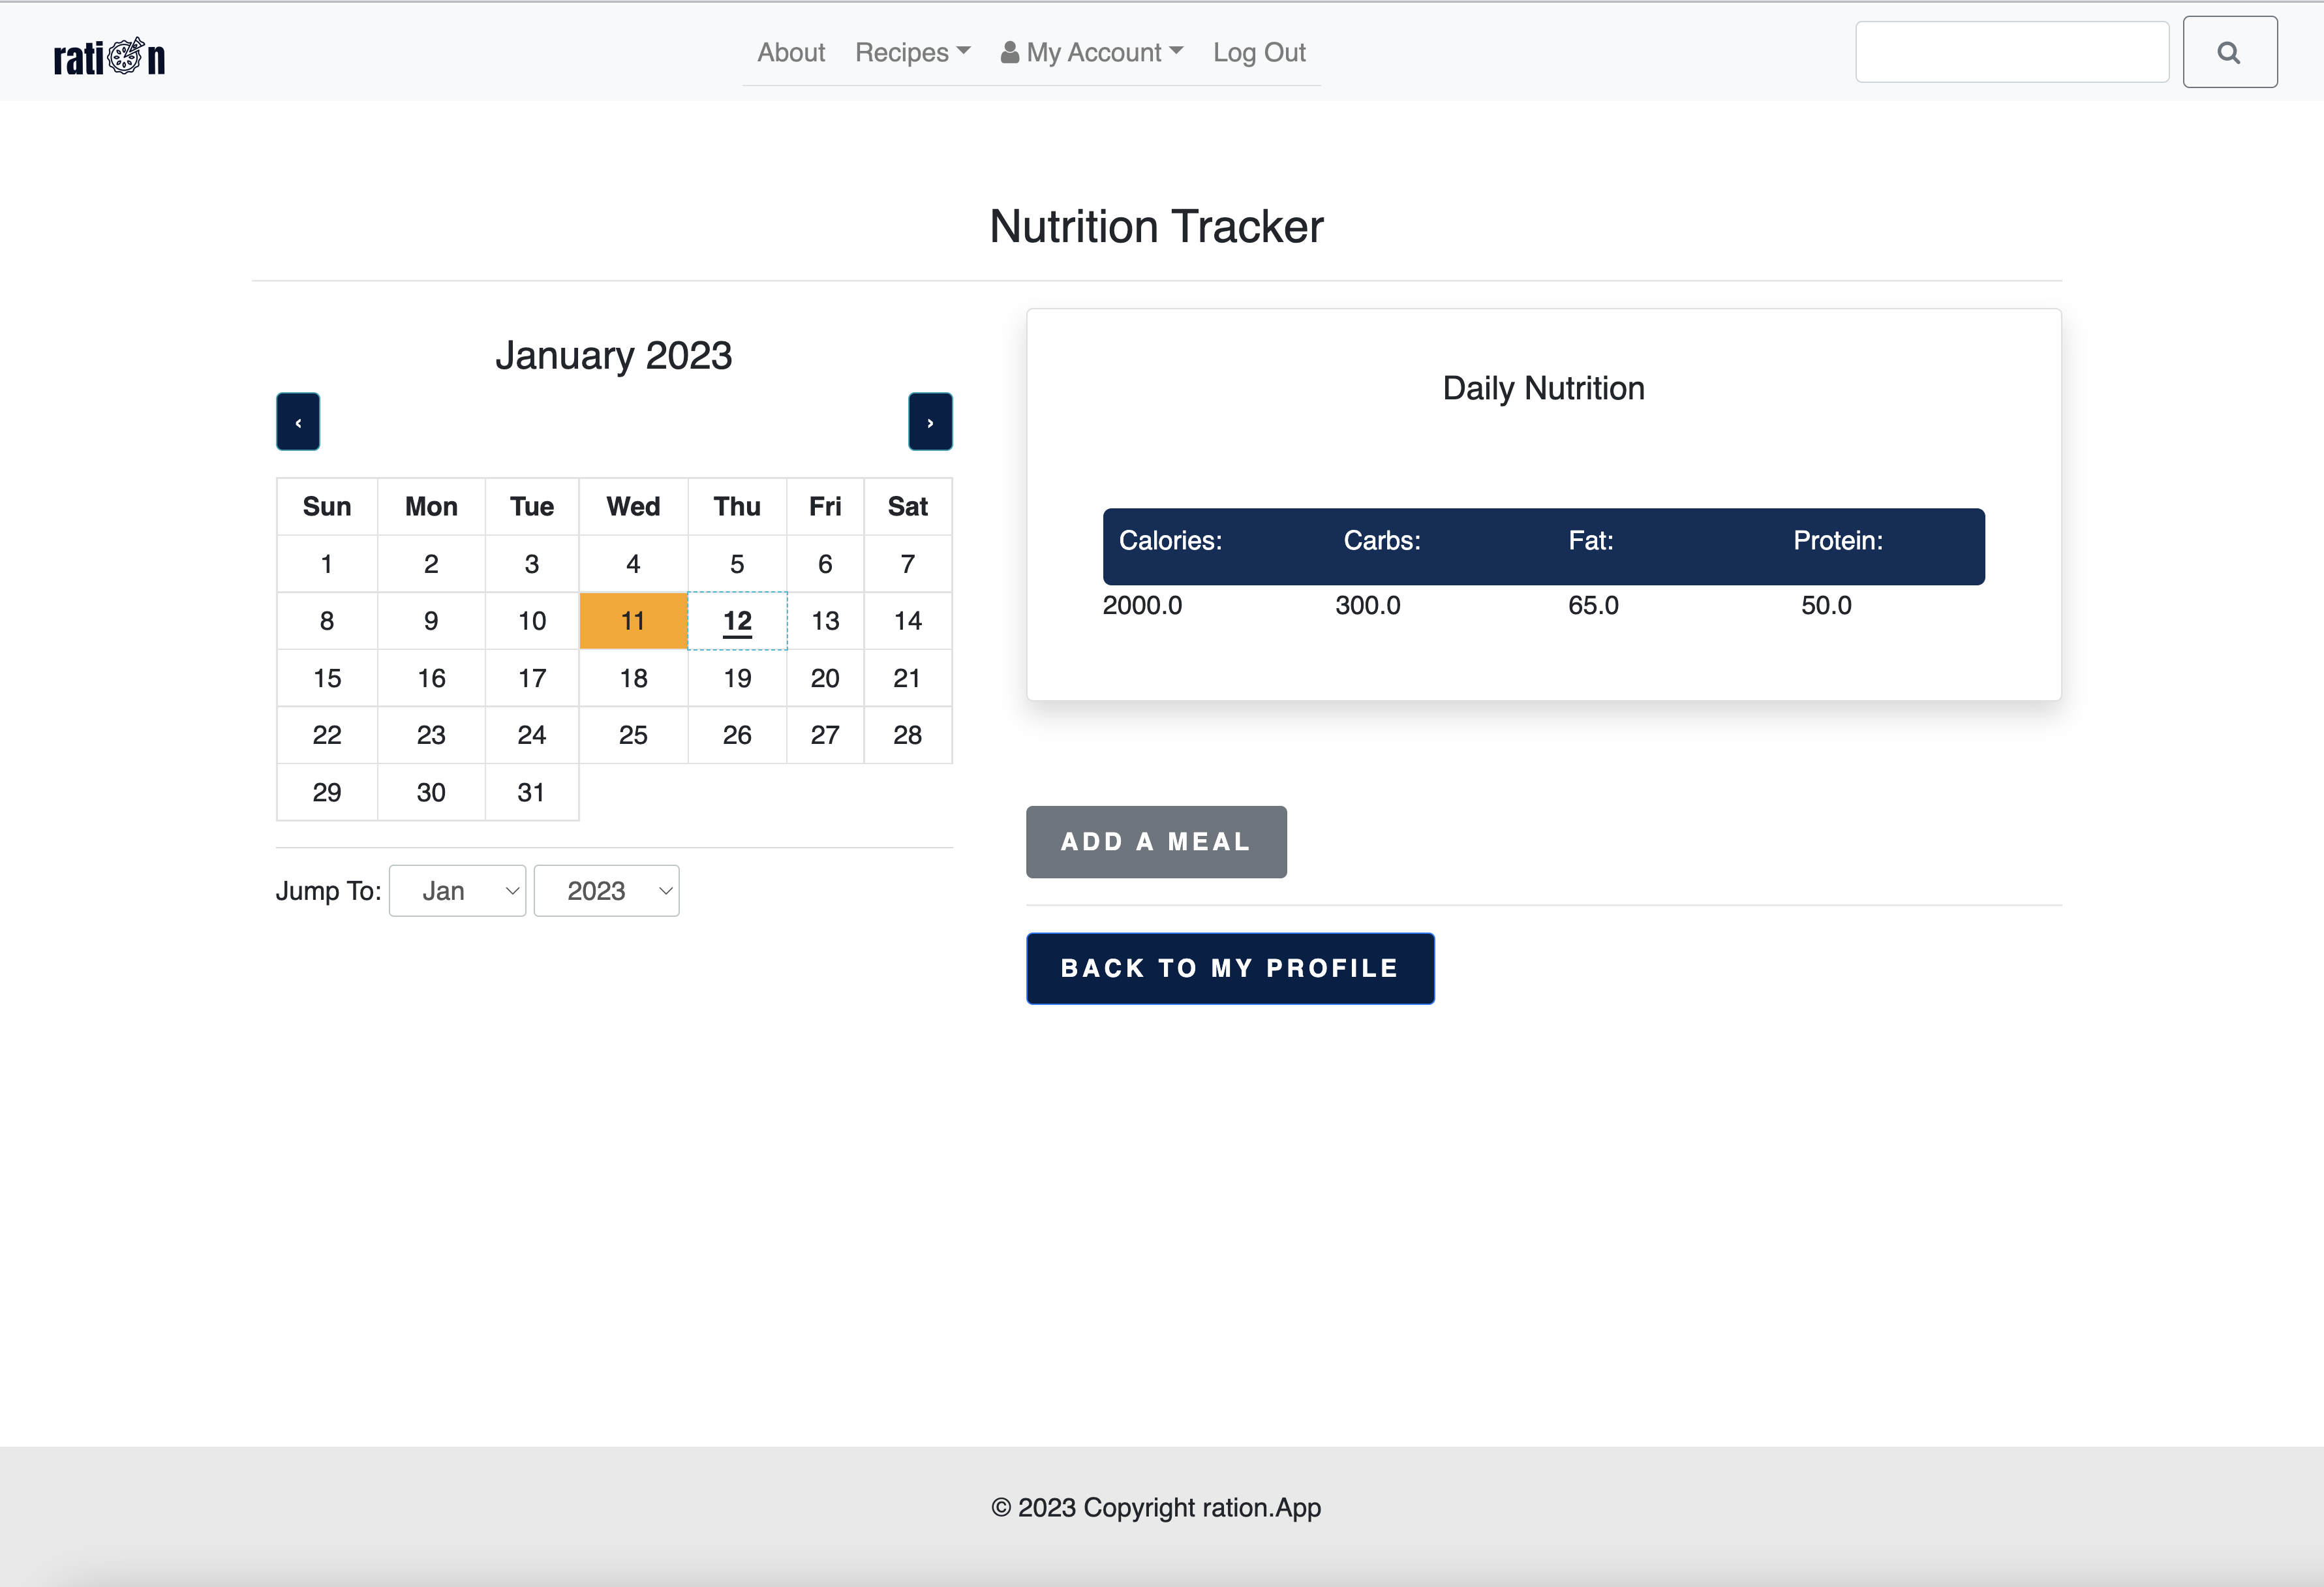 ration
About Recipes My Account Log Out
Nutrition Tracker
January 2023
‹ ›
Sun Mon Tue Wed Thu Fri Sat
1 2 3 4 5 6 7
8 9 10 11 12 13 14
15 16 17 18 19 20 21
22 23 24 25 26 27 28
29 30 31
Jump To: Jan 2023
Daily Nutrition
Calories: Carbs: Fat: Protein:
2000.0 300.0 65.0 50.0
ADD A MEAL
BACK TO MY PROFILE
© 2023 Copyright ration.App